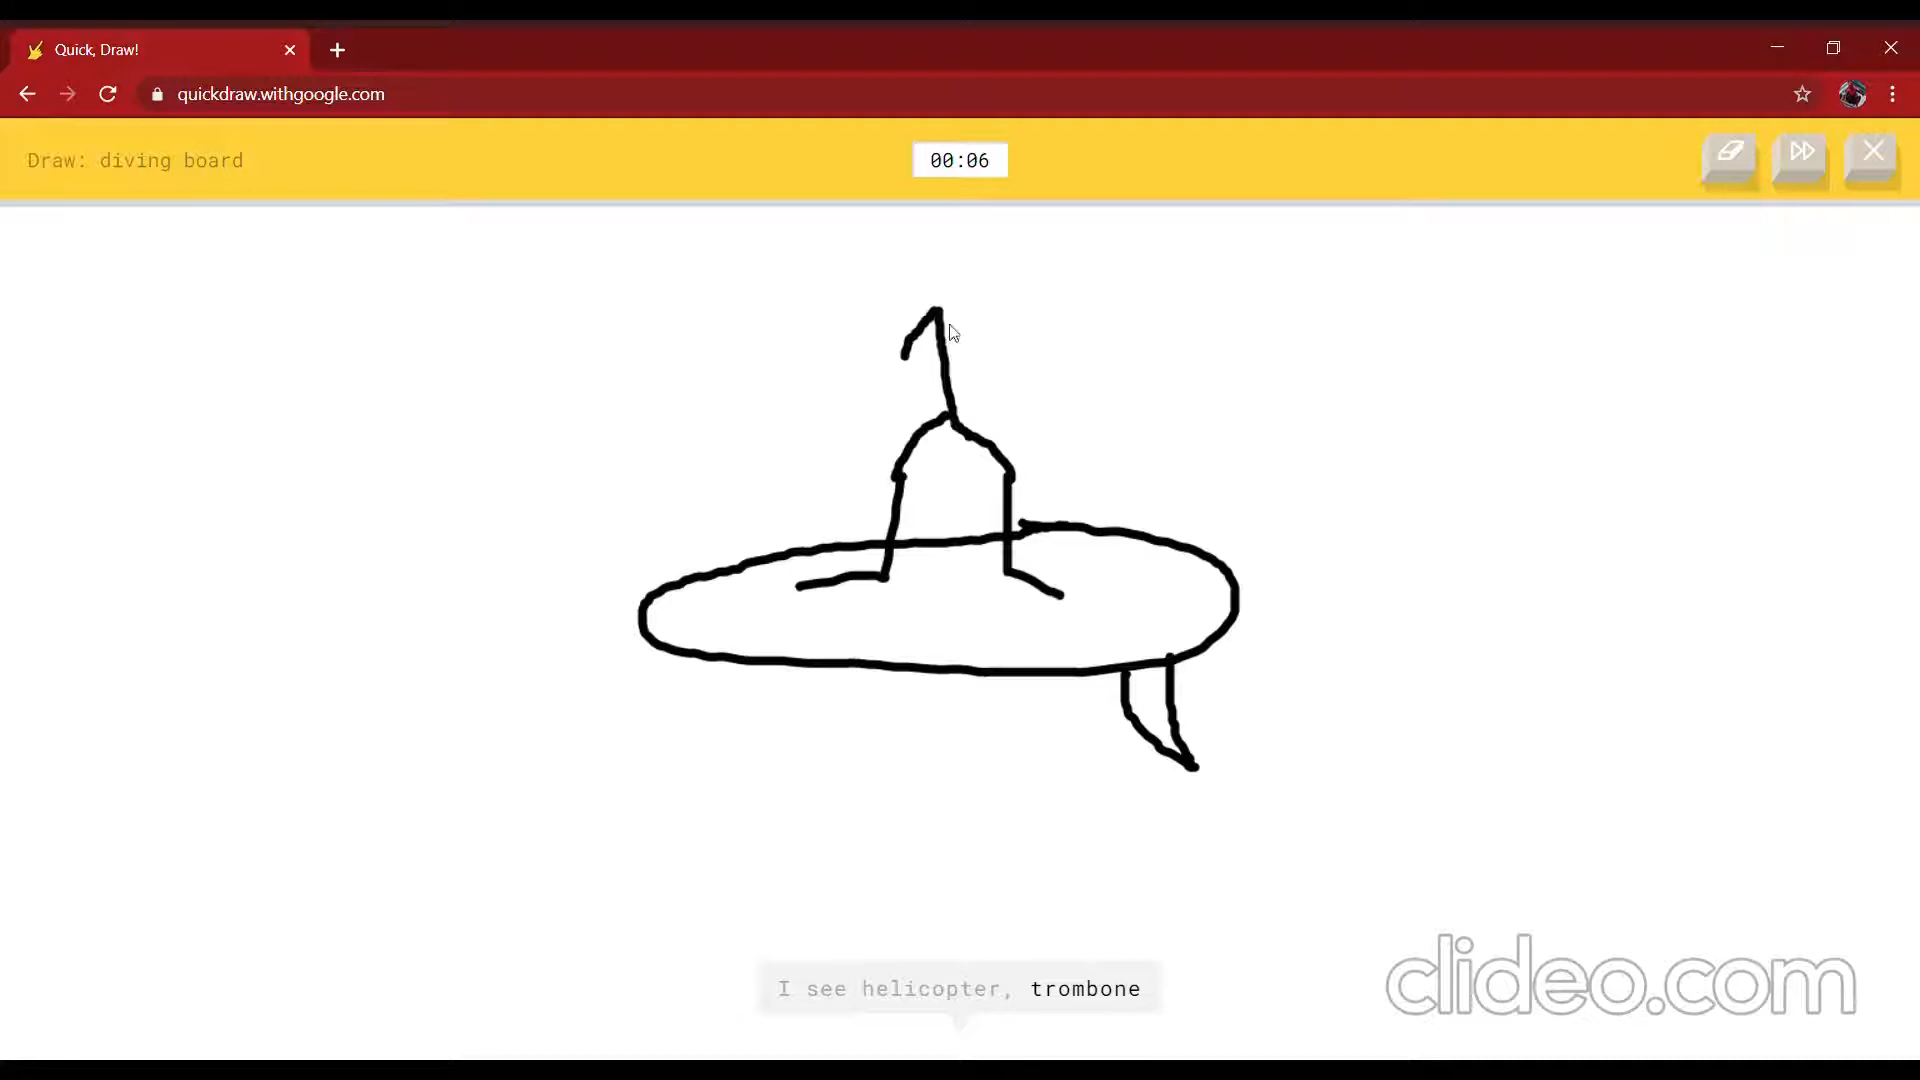 Quick, Draw!
quickdraw.withgoogle.com
Draw: diving board
00:06
I see helicopter, trombone
clideo.com